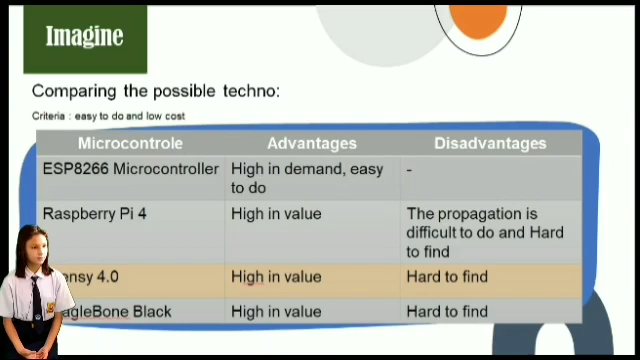 Imagine
Comparing the possible techno:
Criteria : easy to do and low cost
Microcontrole Advantages Disadvantages
ESP8266 Microcontroller High in demand, easy -
to do
Raspberry Pi 4 High in value The propagation is
difficult to do and Hard
to find
ensy 4.0 High in value Hard to find
agleBone Black High in value Hard to find